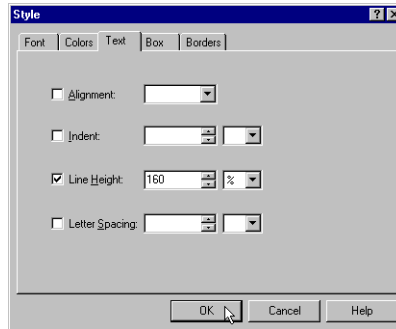 Style
Font Colors Text Box Borders
Alignment:
Indent:
Line Height: 160 %
Letter Spacing:
OK Cancel Help